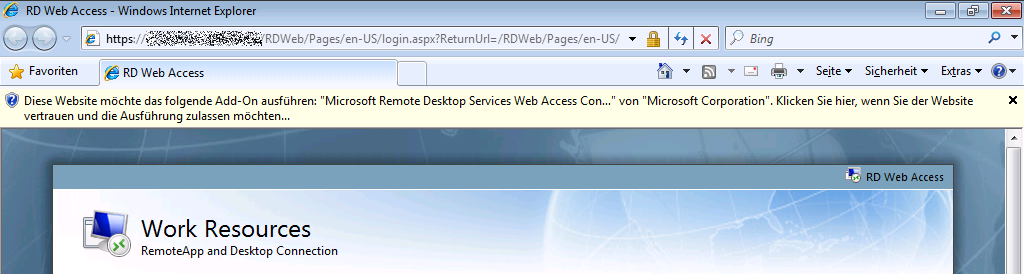 RD Web Access - Windows Internet Explorer
https:// /RDWeb/Pages/en-US/login.aspx?ReturnUrl=/RDWeb/Pages/en-US/
Bing
Favoriten
RD Web Access
Seite
Sicherheit
Extras
Diese Website möchte das folgende Add-On ausführen: "Microsoft Remote Desktop Services Web Access Con..." von "Microsoft Corporation". Klicken Sie hier, wenn Sie der Website
vertrauen und die Ausführung zulassen möchten...
RD Web Access
Work Resources
RemoteApp and Desktop Connection